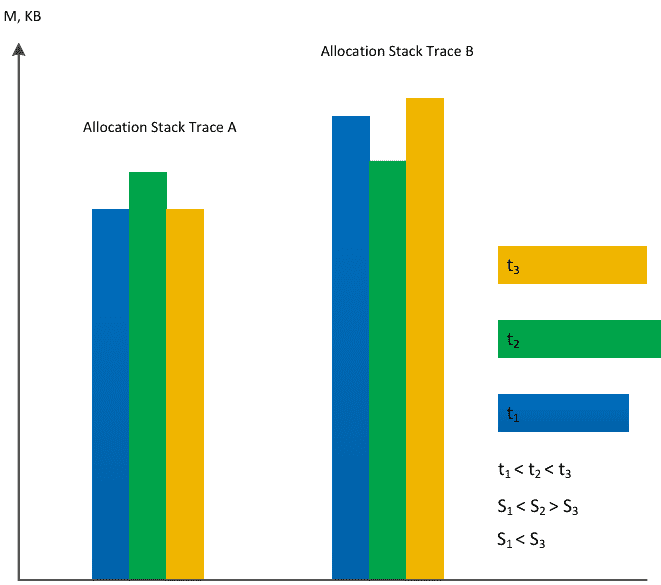 M, KB
Allocation Stack Trace B
Allocation Stack Trace A
t₃
t₂
t₁
t₁ < t₂ < t₃
S₁ < S₂ > S₃
S₁ < S₃